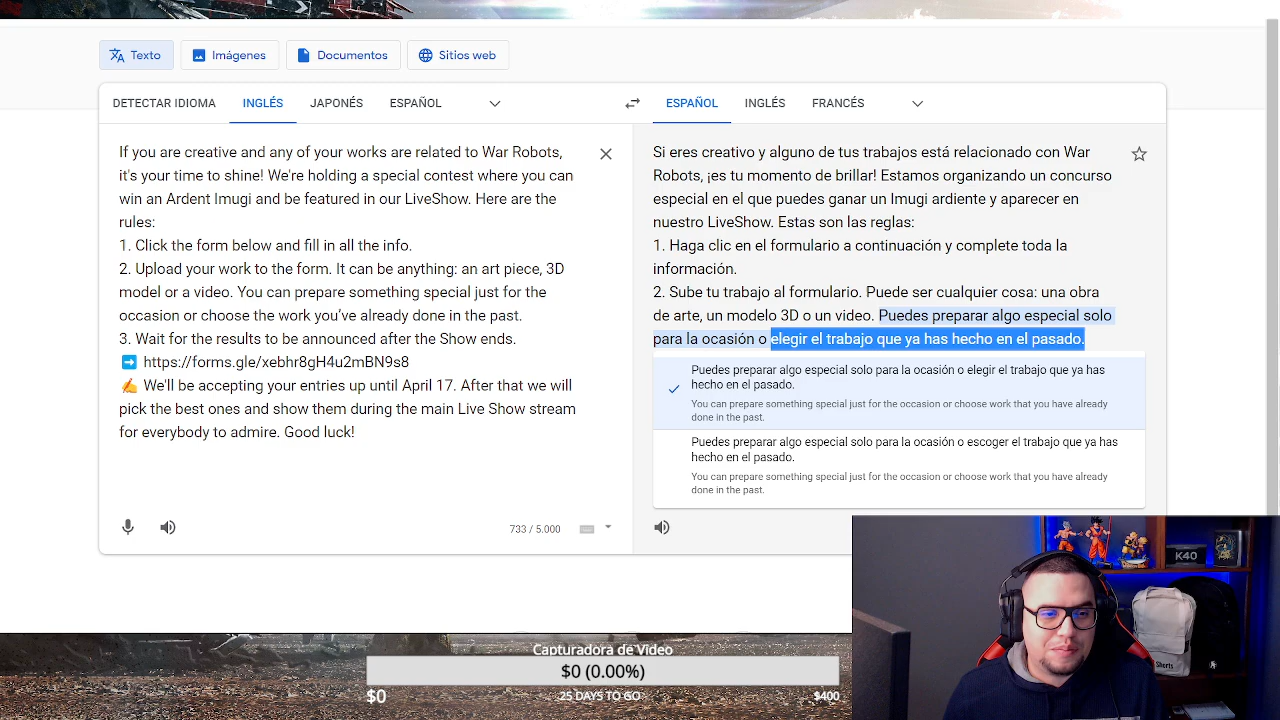 Texto
Imágenes
Documentos
Sitios web
DETECTAR IDIOMA
INGLÉS
JAPONÉS
ESPAÑOL
ESPAÑOL
INGLÉS
FRANCÉS
If you are creative and any of your works are related to War Robots,
it's your time to shine! We're holding a special contest where you can
win an Ardent Imugi and be featured in our LiveShow. Here are the
rules:
1. Click the form below and fill in all the info.
2. Upload your work to the form. It can be anything: an art piece, 3D
model or a video. You can prepare something special just for the
occasion or choose the work you’ve already done in the past.
3. Wait for the results to be announced after the Show ends.
➡️ https://forms.gle/xebhr8gH4u2mBN9s8
✍️ We'll be accepting your entries up until April 17. After that we will
pick the best ones and show them during the main Live Show stream
for everybody to admire. Good luck!
733 / 5.000
Si eres creativo y alguno de tus trabajos está relacionado con War
Robots, ¡es tu momento de brillar! Estamos organizando un concurso
especial en el que puedes ganar un Imugi ardiente y aparecer en
nuestro LiveShow. Estas son las reglas:
1. Haga clic en el formulario a continuación y complete toda la
información.
2. Sube tu trabajo al formulario. Puede ser cualquier cosa: una obra
de arte, un modelo 3D o un video. Puedes preparar algo especial solo
para la ocasión o elegir el trabajo que ya has hecho en el pasado.
Puedes preparar algo especial solo para la ocasión o elegir el trabajo que ya has
hecho en el pasado.
You can prepare something special just for the occasion or choose work that you have already
done in the past.
Puedes preparar algo especial solo para la ocasión o escoger el trabajo que ya has
hecho en el pasado.
You can prepare something special just for the occasion or choose work that you have already
done in the past.
K40
Shorts
Capturadora de Video
$0 (0.00%)
$0
25 DAYS TO GO
$400